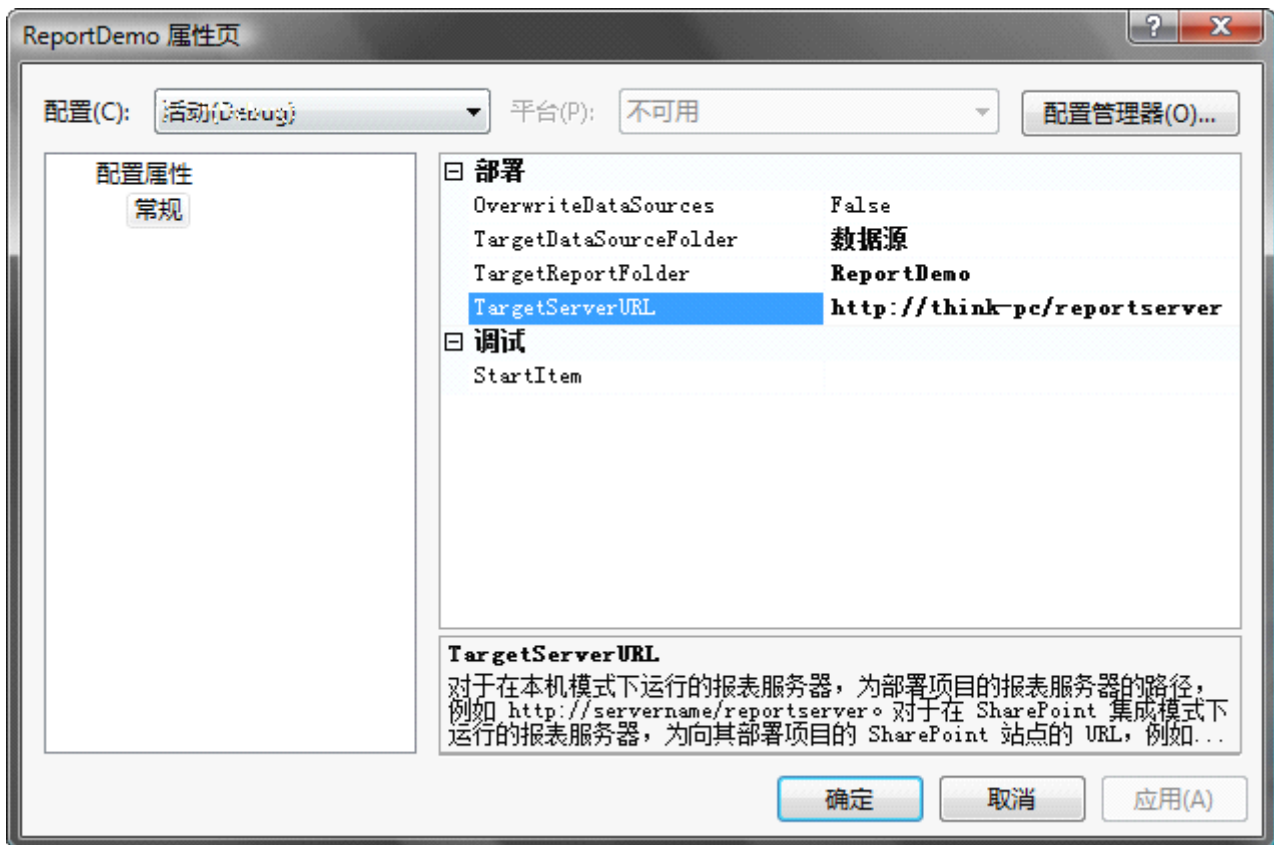 ReportDemo 属性页
配置(C): 活动(Debug) 平台(P): 不可用 配置管理器(O)...
配置属性
常规
部署
OverwriteDataSources False
TargetDataSourceFolder 数据源
TargetReportFolder ReportDemo
TargetServerURL http://think-pc/reportserver
调试
StartItem
TargetServerURL
对于在本机模式下运行的报表服务器，为部署项目的报表服务器的路径，
例如 http://servername/reportserver。对于在 SharePoint 集成模式下
运行的报表服务器，为向其部署项目的 SharePoint 站点的 URL，例如...
确定 取消 应用(A)